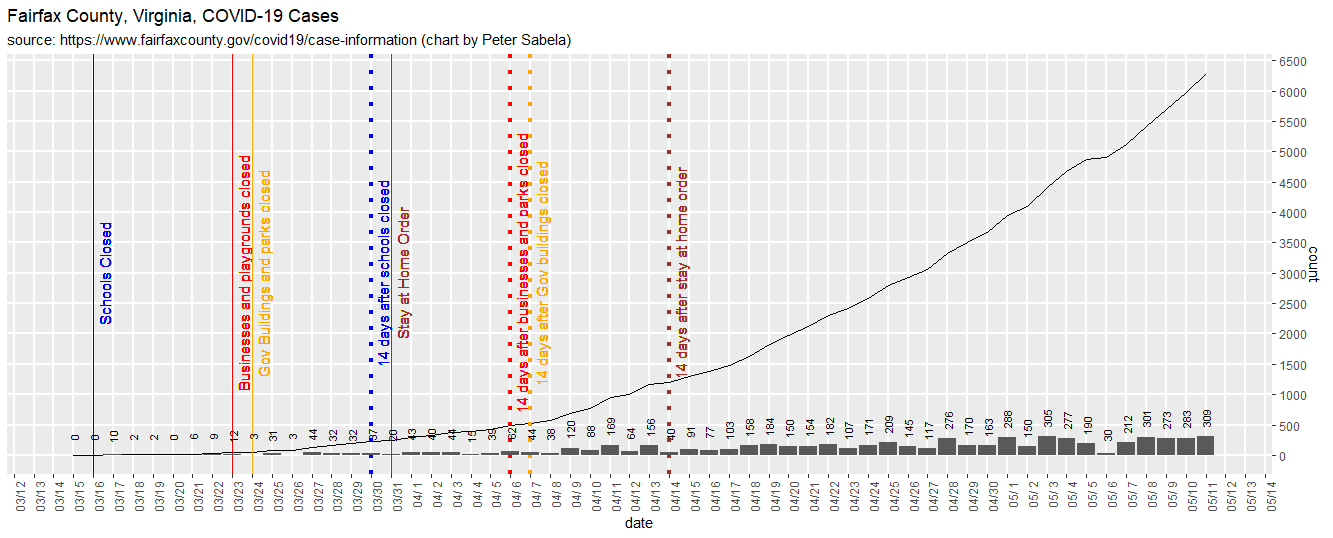 Fairfax County, Virginia, COVID-19 Cases
source: https://www.fairfaxcounty.gov/covid19/case-information (chart by Peter Sabela)
Schools Closed
Businesses and playgrounds closed
Gov Buildings and parks closed
14 days after schools closed
Stay at Home Order
14 days after businesses and parks closed
14 days after Gov buildings closed
14 days after stay at home order
6500
6000
5500
5000
4500
4000
3500
3000
2500
2000
1500
1000
500
0
count
0 0 10 2 2 0 6 9 12 3 31 3 44 32 32 37 20 43 40 44 15 39 62 44 38 120 88 169 64 156 40 91 77 103 158 184 150 154 182 107 171 209 145 117 276 170 163 288 150 305 277 190 30 212 301 273 283 309
03/12 03/13 03/14 03/15 03/16 03/17 03/18 03/19 03/20 03/21 03/22 03/23 03/24 03/25 03/26 03/27 03/28 03/29 03/30 03/31 04/1 04/2 04/3 04/4 04/5 04/6 04/7 04/8 04/9 04/10 04/11 04/12 04/13 04/14 04/15 04/16 04/17 04/18 04/19 04/20 04/21 04/22 04/23 04/24 04/25 04/26 04/27 04/28 04/29 04/30 05/1 05/2 05/3 05/4 05/5 05/6 05/7 05/8 05/9 05/10 05/11 05/12 05/13 05/14
date